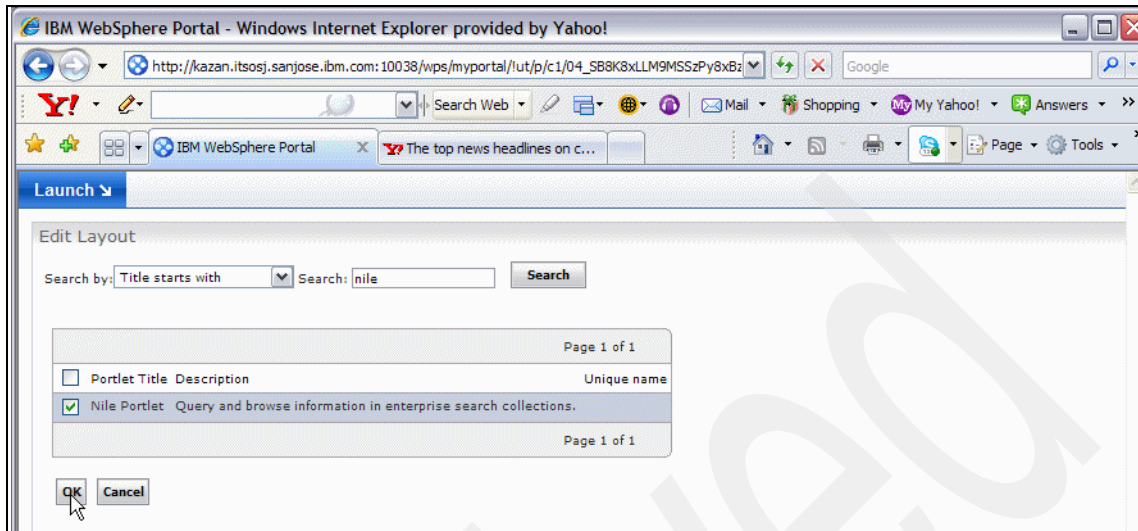 IBM WebSphere Portal - Windows Internet Explorer provided by Yahoo!
http://kazan.itsosj.sanjose.ibm.com:10038/wps/myportal/!ut/p/c1/04_SB8K8xLLM9MSSzPy8xBz Google
Y! Search Web Mail Shopping My My Yahoo! Answers »
IBM WebSphere Portal X Y? The top news headlines on c... Page Tools
Launch
Edit Layout
Search by: Title starts with Search: nile Search
Page 1 of 1
Portlet Title Description Unique name
Nile Portlet Query and browse information in enterprise search collections.
Page 1 of 1
OK Cancel